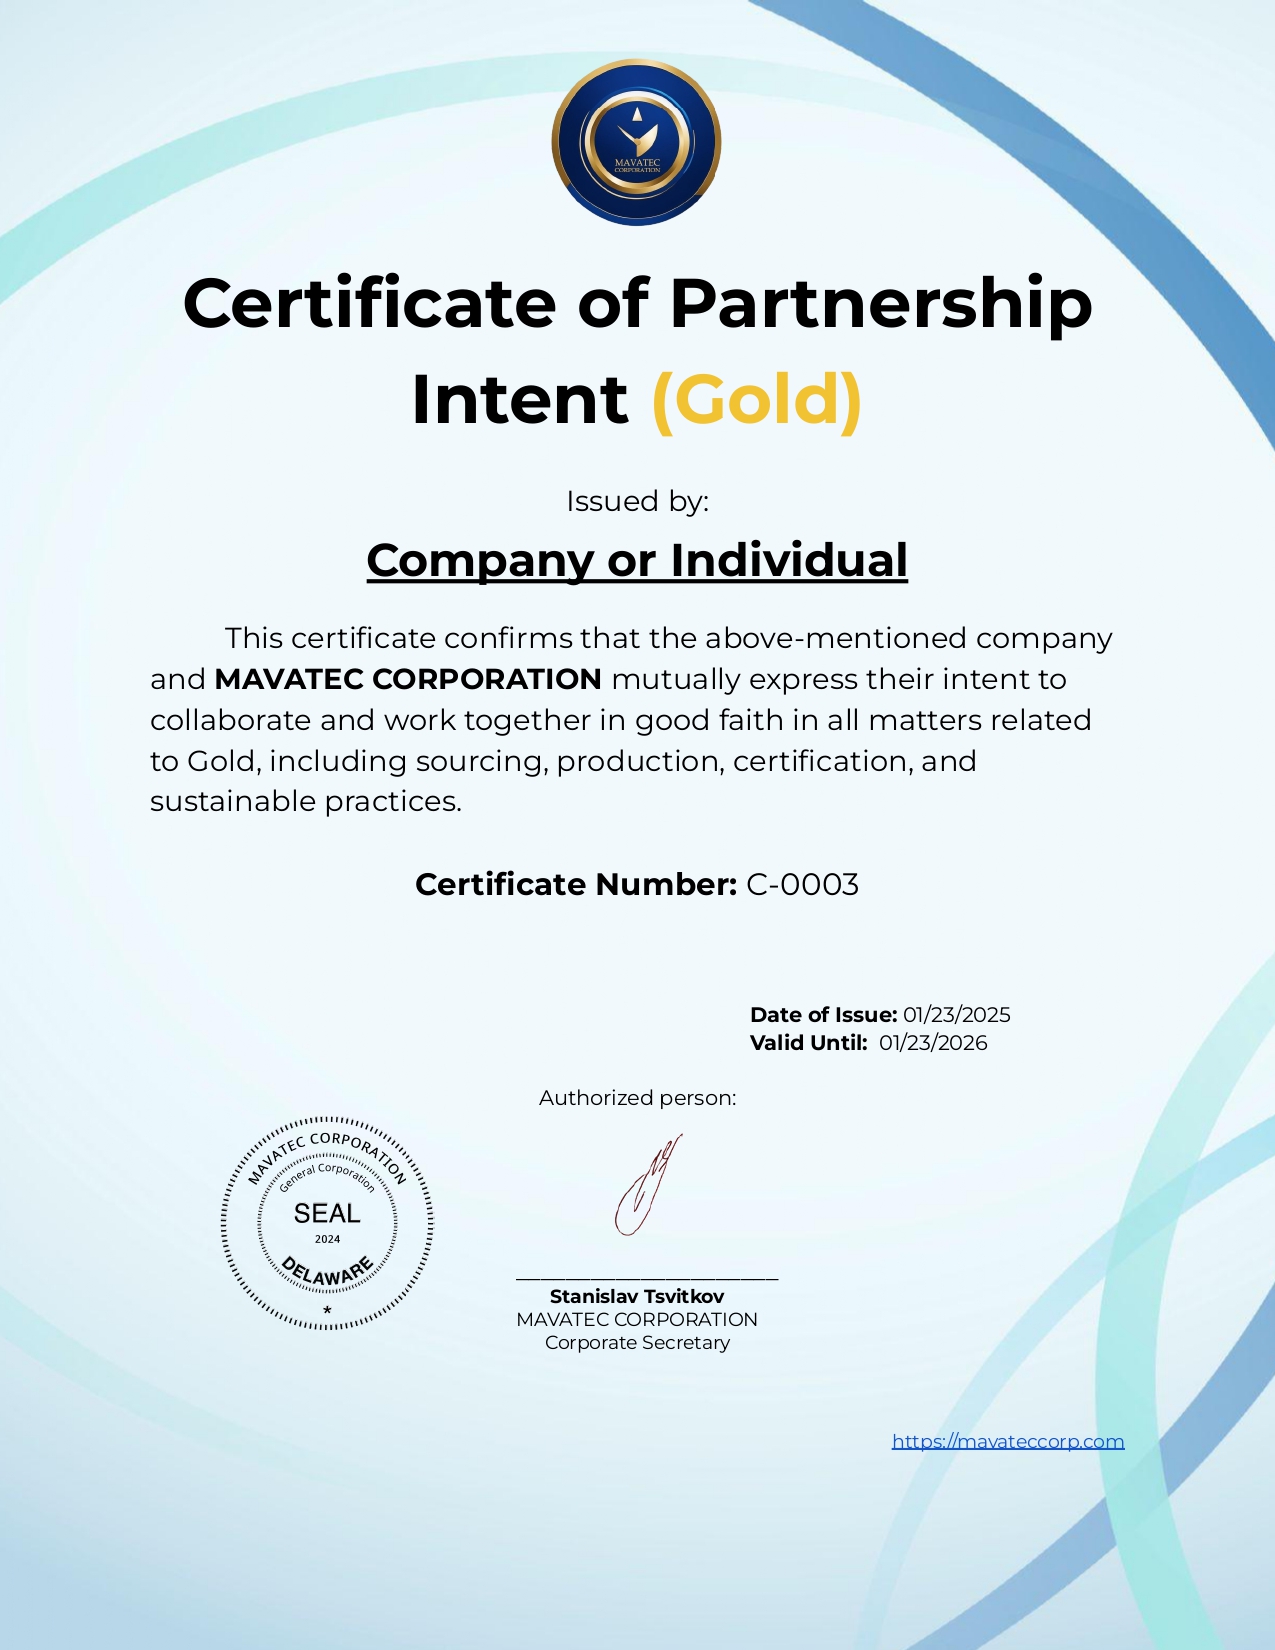 MAVATEC
CORPORATION
Certificate of Partnership
Intent (Gold)
Issued by:
Company or Individual
This certificate confirms that the above-mentioned company
and MAVATEC CORPORATION mutually express their intent to
collaborate and work together in good faith in all matters related
to Gold, including sourcing, production, certification, and
sustainable practices.
Certificate Number: C-0003
Date of Issue: 01/23/2025
Valid Until: 01/23/2026
Authorized person:
MAVATEC CORPORATION
General Corporation
SEAL
2024
DELAWARE
*
Stanislav Tsvitkov
MAVATEC CORPORATION
Corporate Secretary
https://mavateccorp.com